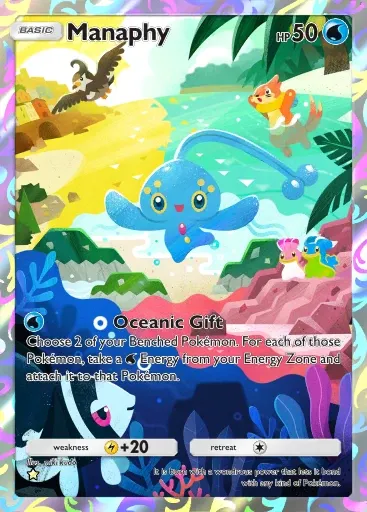 BASIC Manaphy HP 50
Oceanic Gift
Choose 2 of your Benched Pokémon. For each of those
Pokémon, take a Energy from your Energy Zone and
attach it to that Pokémon.
weakness +20 retreat
It is born with a wondrous power that lets it bond
with any kind of Pokémon.